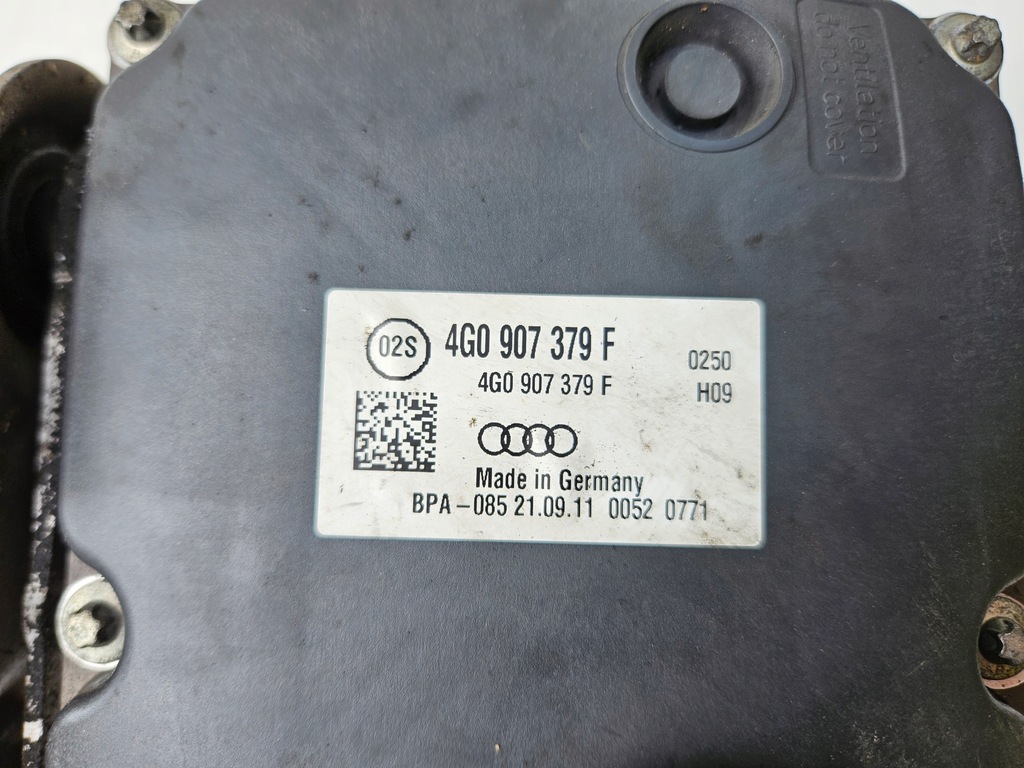 Ventilation
do not cover
02S
4G0 907 379 F
0250
4G0 907 379 F
H09
Made in Germany
BPA-085 21.09.11 0052 0771